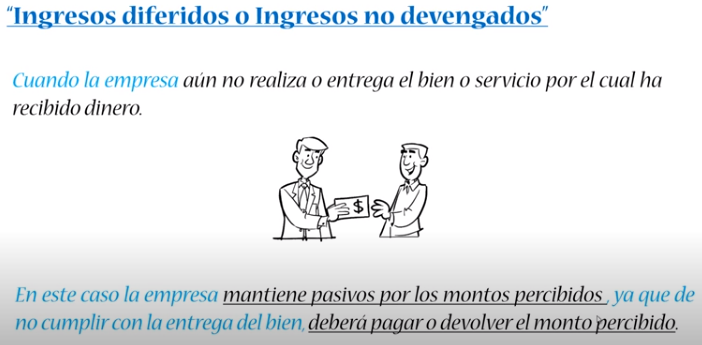 “Ingresos diferidos o Ingresos no devengados”
Cuando la empresa aún no realiza o entrega el bien o servicio por el cual ha
recibido dinero.
$
En este caso la empresa mantiene pasivos por los montos percibidos , ya que de
no cumplir con la entrega del bien, deberá pagar o devolver el monto percibido.